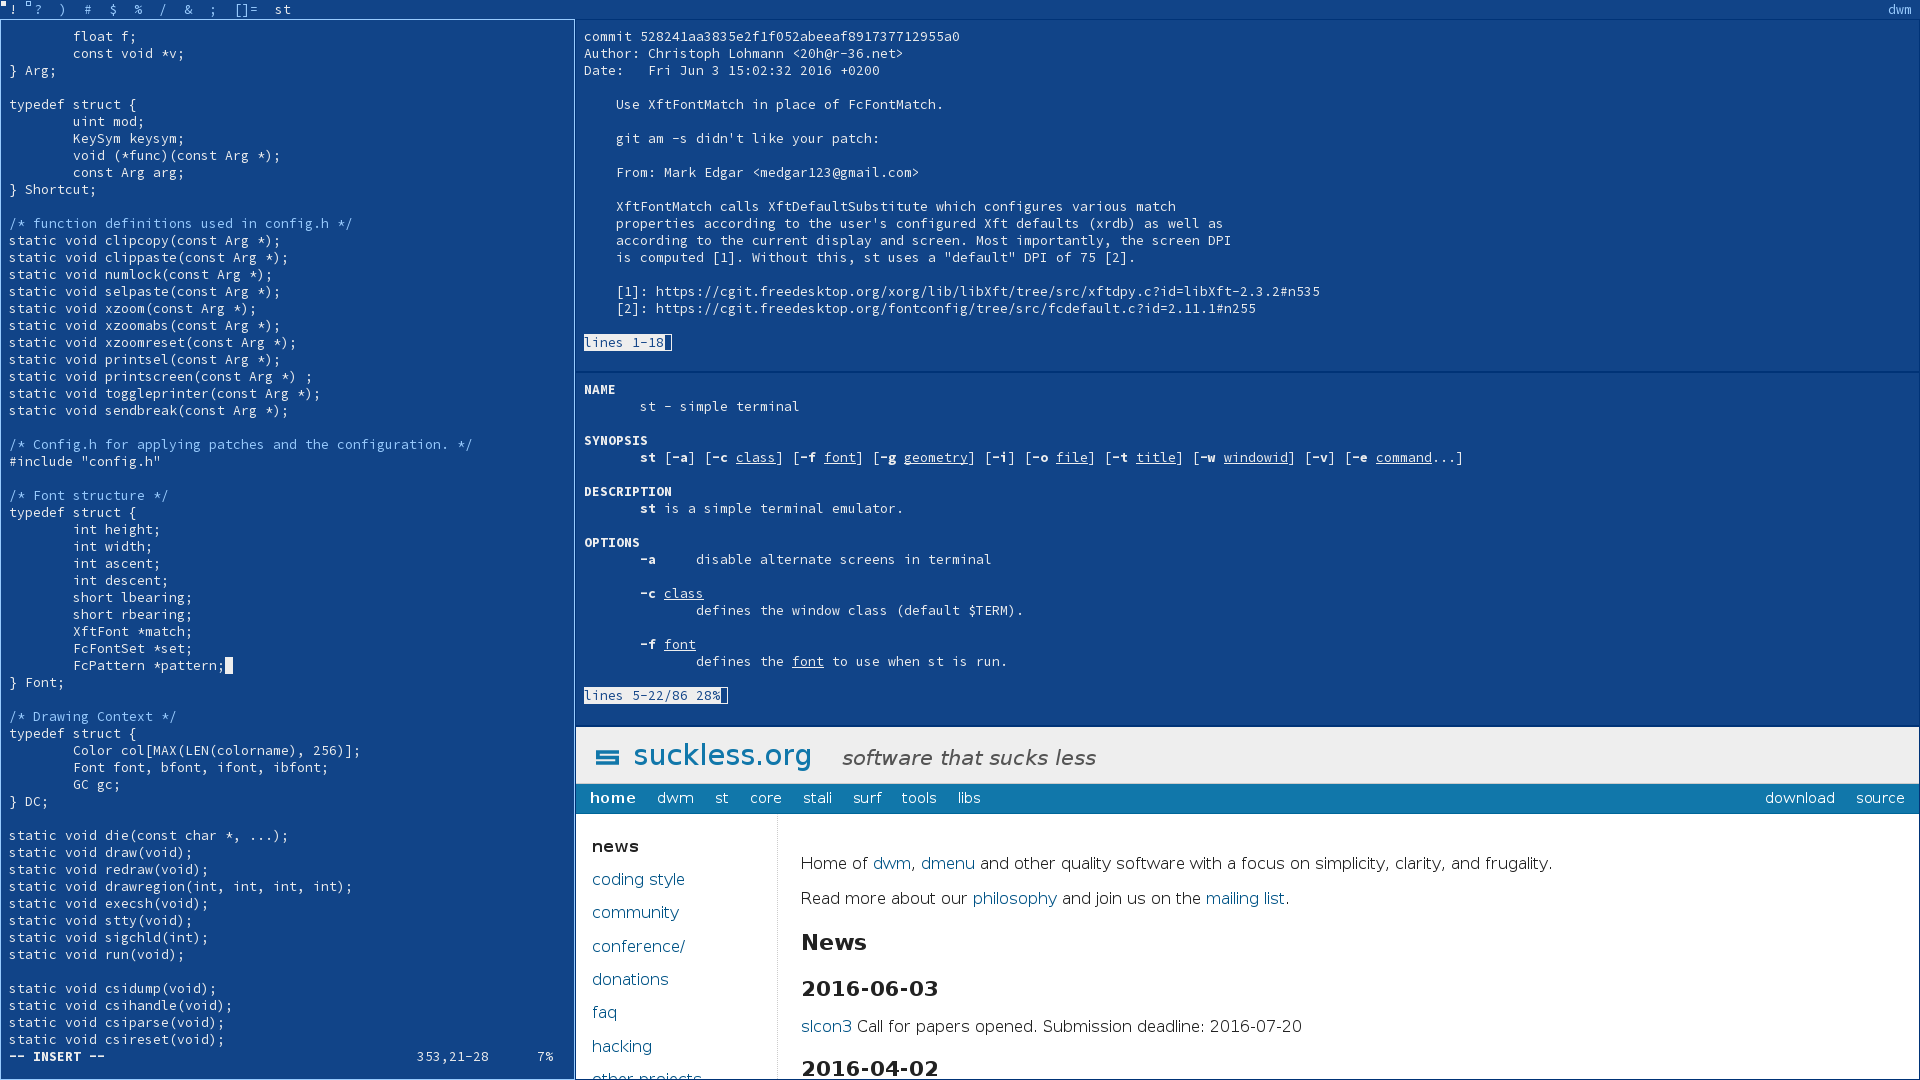 ! ? ) # $ % / & ; []= st
dwm
        float f;
        const void *v;
} Arg;

typedef struct {
        uint mod;
        KeySym keysym;
        void (*func)(const Arg *);
        const Arg arg;
} Shortcut;

/* function definitions used in config.h */
static void clipcopy(const Arg *);
static void clippaste(const Arg *);
static void numlock(const Arg *);
static void selpaste(const Arg *);
static void xzoom(const Arg *);
static void xzoomabs(const Arg *);
static void xzoomreset(const Arg *);
static void printsel(const Arg *);
static void printscreen(const Arg *) ;
static void toggleprinter(const Arg *);
static void sendbreak(const Arg *);

/* Config.h for applying patches and the configuration. */
#include "config.h"

/* Font structure */
typedef struct {
        int height;
        int width;
        int ascent;
        int descent;
        short lbearing;
        short rbearing;
        XftFont *match;
        FcFontSet *set;
        FcPattern *pattern;
} Font;

/* Drawing Context */
typedef struct {
        Color col[MAX(LEN(colorname), 256)];
        Font font, bfont, ifont, ibfont;
        GC gc;
} DC;

static void die(const char *, ...);
static void draw(void);
static void redraw(void);
static void drawregion(int, int, int, int);
static void execsh(void);
static void stty(void);
static void sigchld(int);
static void run(void);

static void csidump(void);
static void csihandle(void);
static void csiparse(void);
static void csireset(void);
-- INSERT -- 353,21-28 7%
commit 528241aa3835e2f1f052abeeaf891737712955a0
Author: Christoph Lohmann <20h@r-36.net>
Date:   Fri Jun 3 15:02:32 2016 +0200

    Use XftFontMatch in place of FcFontMatch.

    git am -s didn't like your patch:

    From: Mark Edgar <medgar123@gmail.com>

    XftFontMatch calls XftDefaultSubstitute which configures various match
    properties according to the user's configured Xft defaults (xrdb) as well as
    according to the current display and screen. Most importantly, the screen DPI
    is computed [1]. Without this, st uses a "default" DPI of 75 [2].

    [1]: https://cgit.freedesktop.org/xorg/lib/libXft/tree/src/xftdpy.c?id=libXft-2.3.2#n535
    [2]: https://cgit.freedesktop.org/fontconfig/tree/src/fcdefault.c?id=2.11.1#n255

lines 1-18
NAME
       st - simple terminal

SYNOPSIS
       st [-a] [-c class] [-f font] [-g geometry] [-i] [-o file] [-t title] [-w windowid] [-v] [-e command...]

DESCRIPTION
       st is a simple terminal emulator.

OPTIONS
       -a     disable alternate screens in terminal

       -c class
              defines the window class (default $TERM).

       -f font
              defines the font to use when st is run.

lines 5-22/86 28%
suckless.org software that sucks less
home dwm st core stali surf tools libs download source
news
coding style
community
conference/
donations
faq
hacking
other projects
Home of dwm, dmenu and other quality software with a focus on simplicity, clarity, and frugality.
Read more about our philosophy and join us on the mailing list.
News
2016-06-03
slcon3 Call for papers opened. Submission deadline: 2016-07-20
2016-04-02